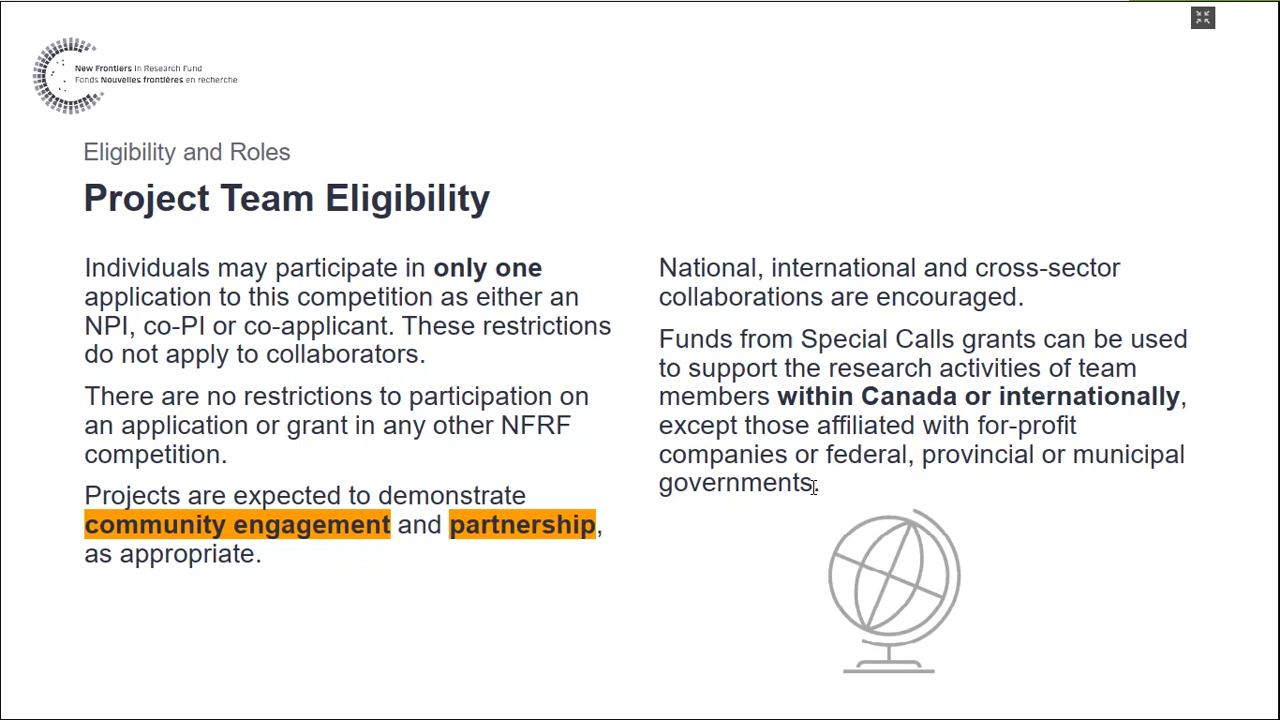 New Frontiers in Research Fund
Fonds Nouvelles frontières en recherche
Eligibility and Roles
Project Team Eligibility
Individuals may participate in only one
application to this competition as either an
NPI, co-PI or co-applicant. These restrictions
do not apply to collaborators.
There are no restrictions to participation on
an application or grant in any other NFRF
competition.
Projects are expected to demonstrate
community engagement and partnership,
as appropriate.
National, international and cross-sector
collaborations are encouraged.
Funds from Special Calls grants can be used
to support the research activities of team
members within Canada or internationally,
except those affiliated with for-profit
companies or federal, provincial or municipal
governments.